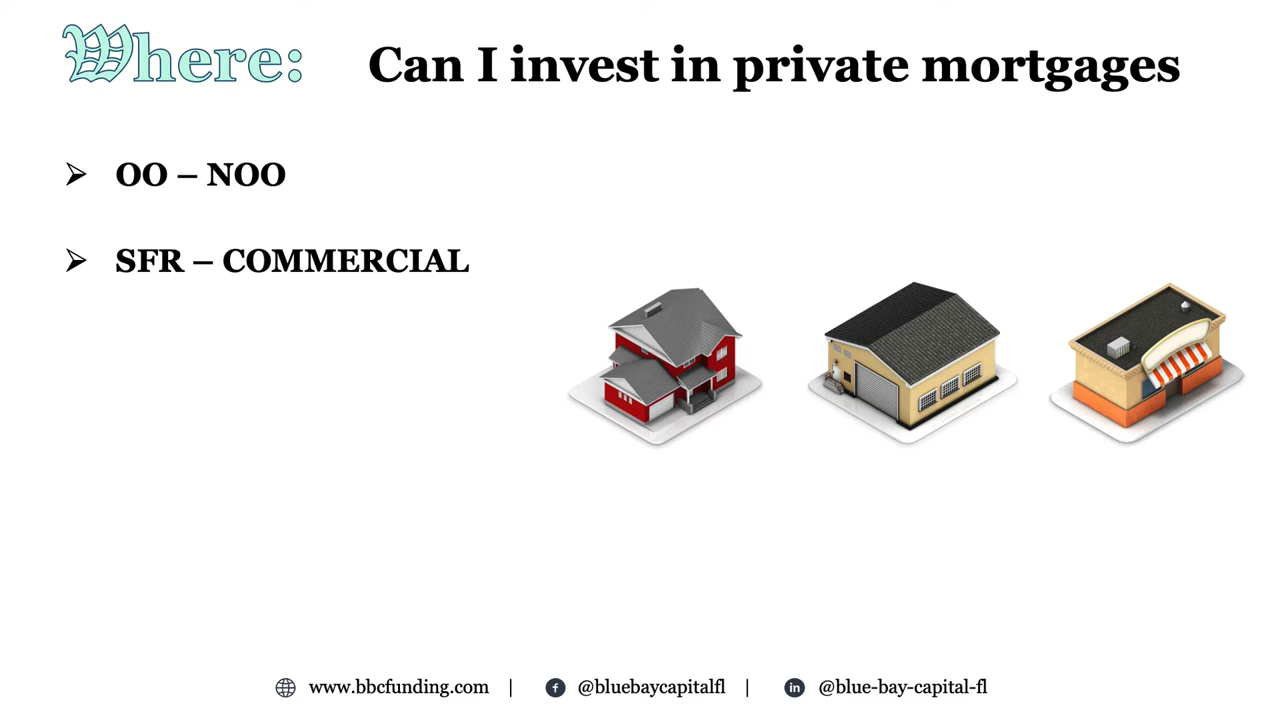 Where: Can I invest in private mortgages
OO – NOO
SFR – COMMERCIAL
www.bbcfunding.com | @bluebaycapitalfl | @blue-bay-capital-fl